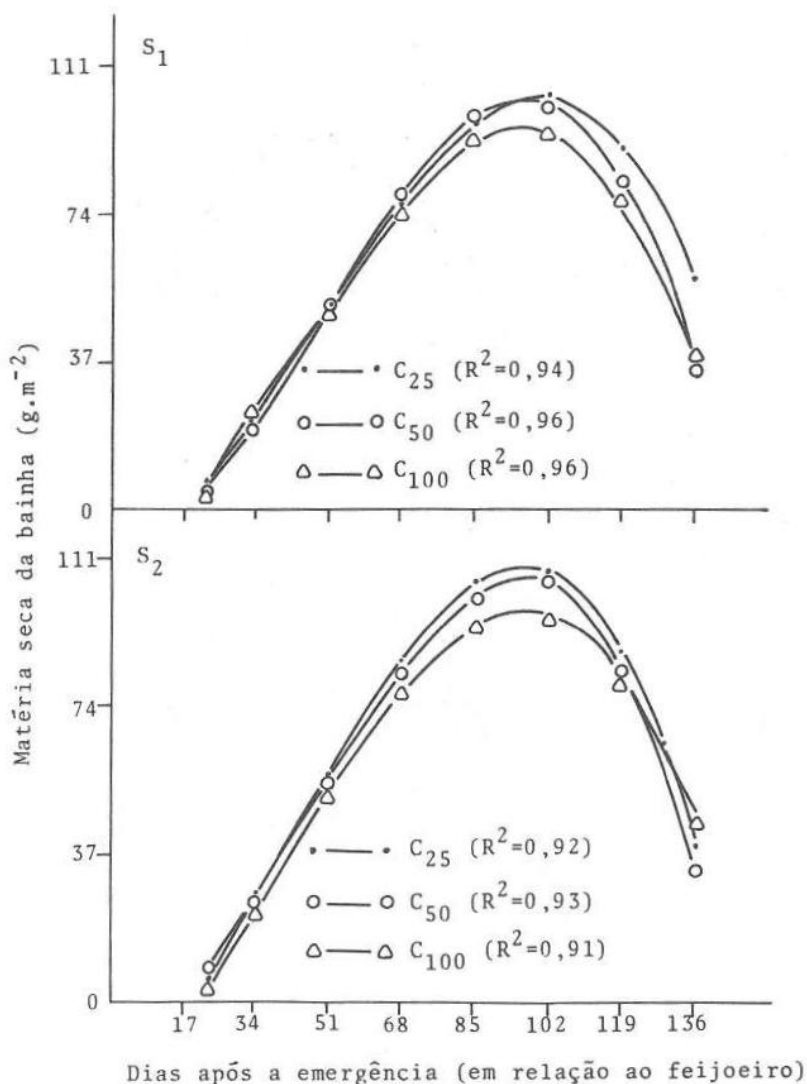 S1
111
74
37
0
C25 (R²=0,94)
C50 (R²=0,96)
C100 (R²=0,96)
Matéria seca da bainha (g.m⁻²)
S2
111
74
37
0
C25 (R²=0,92)
C50 (R²=0,93)
C100 (R²=0,91)
17 34 51 68 85 102 119 136
Dias após a emergência (em relação ao feijoeiro)